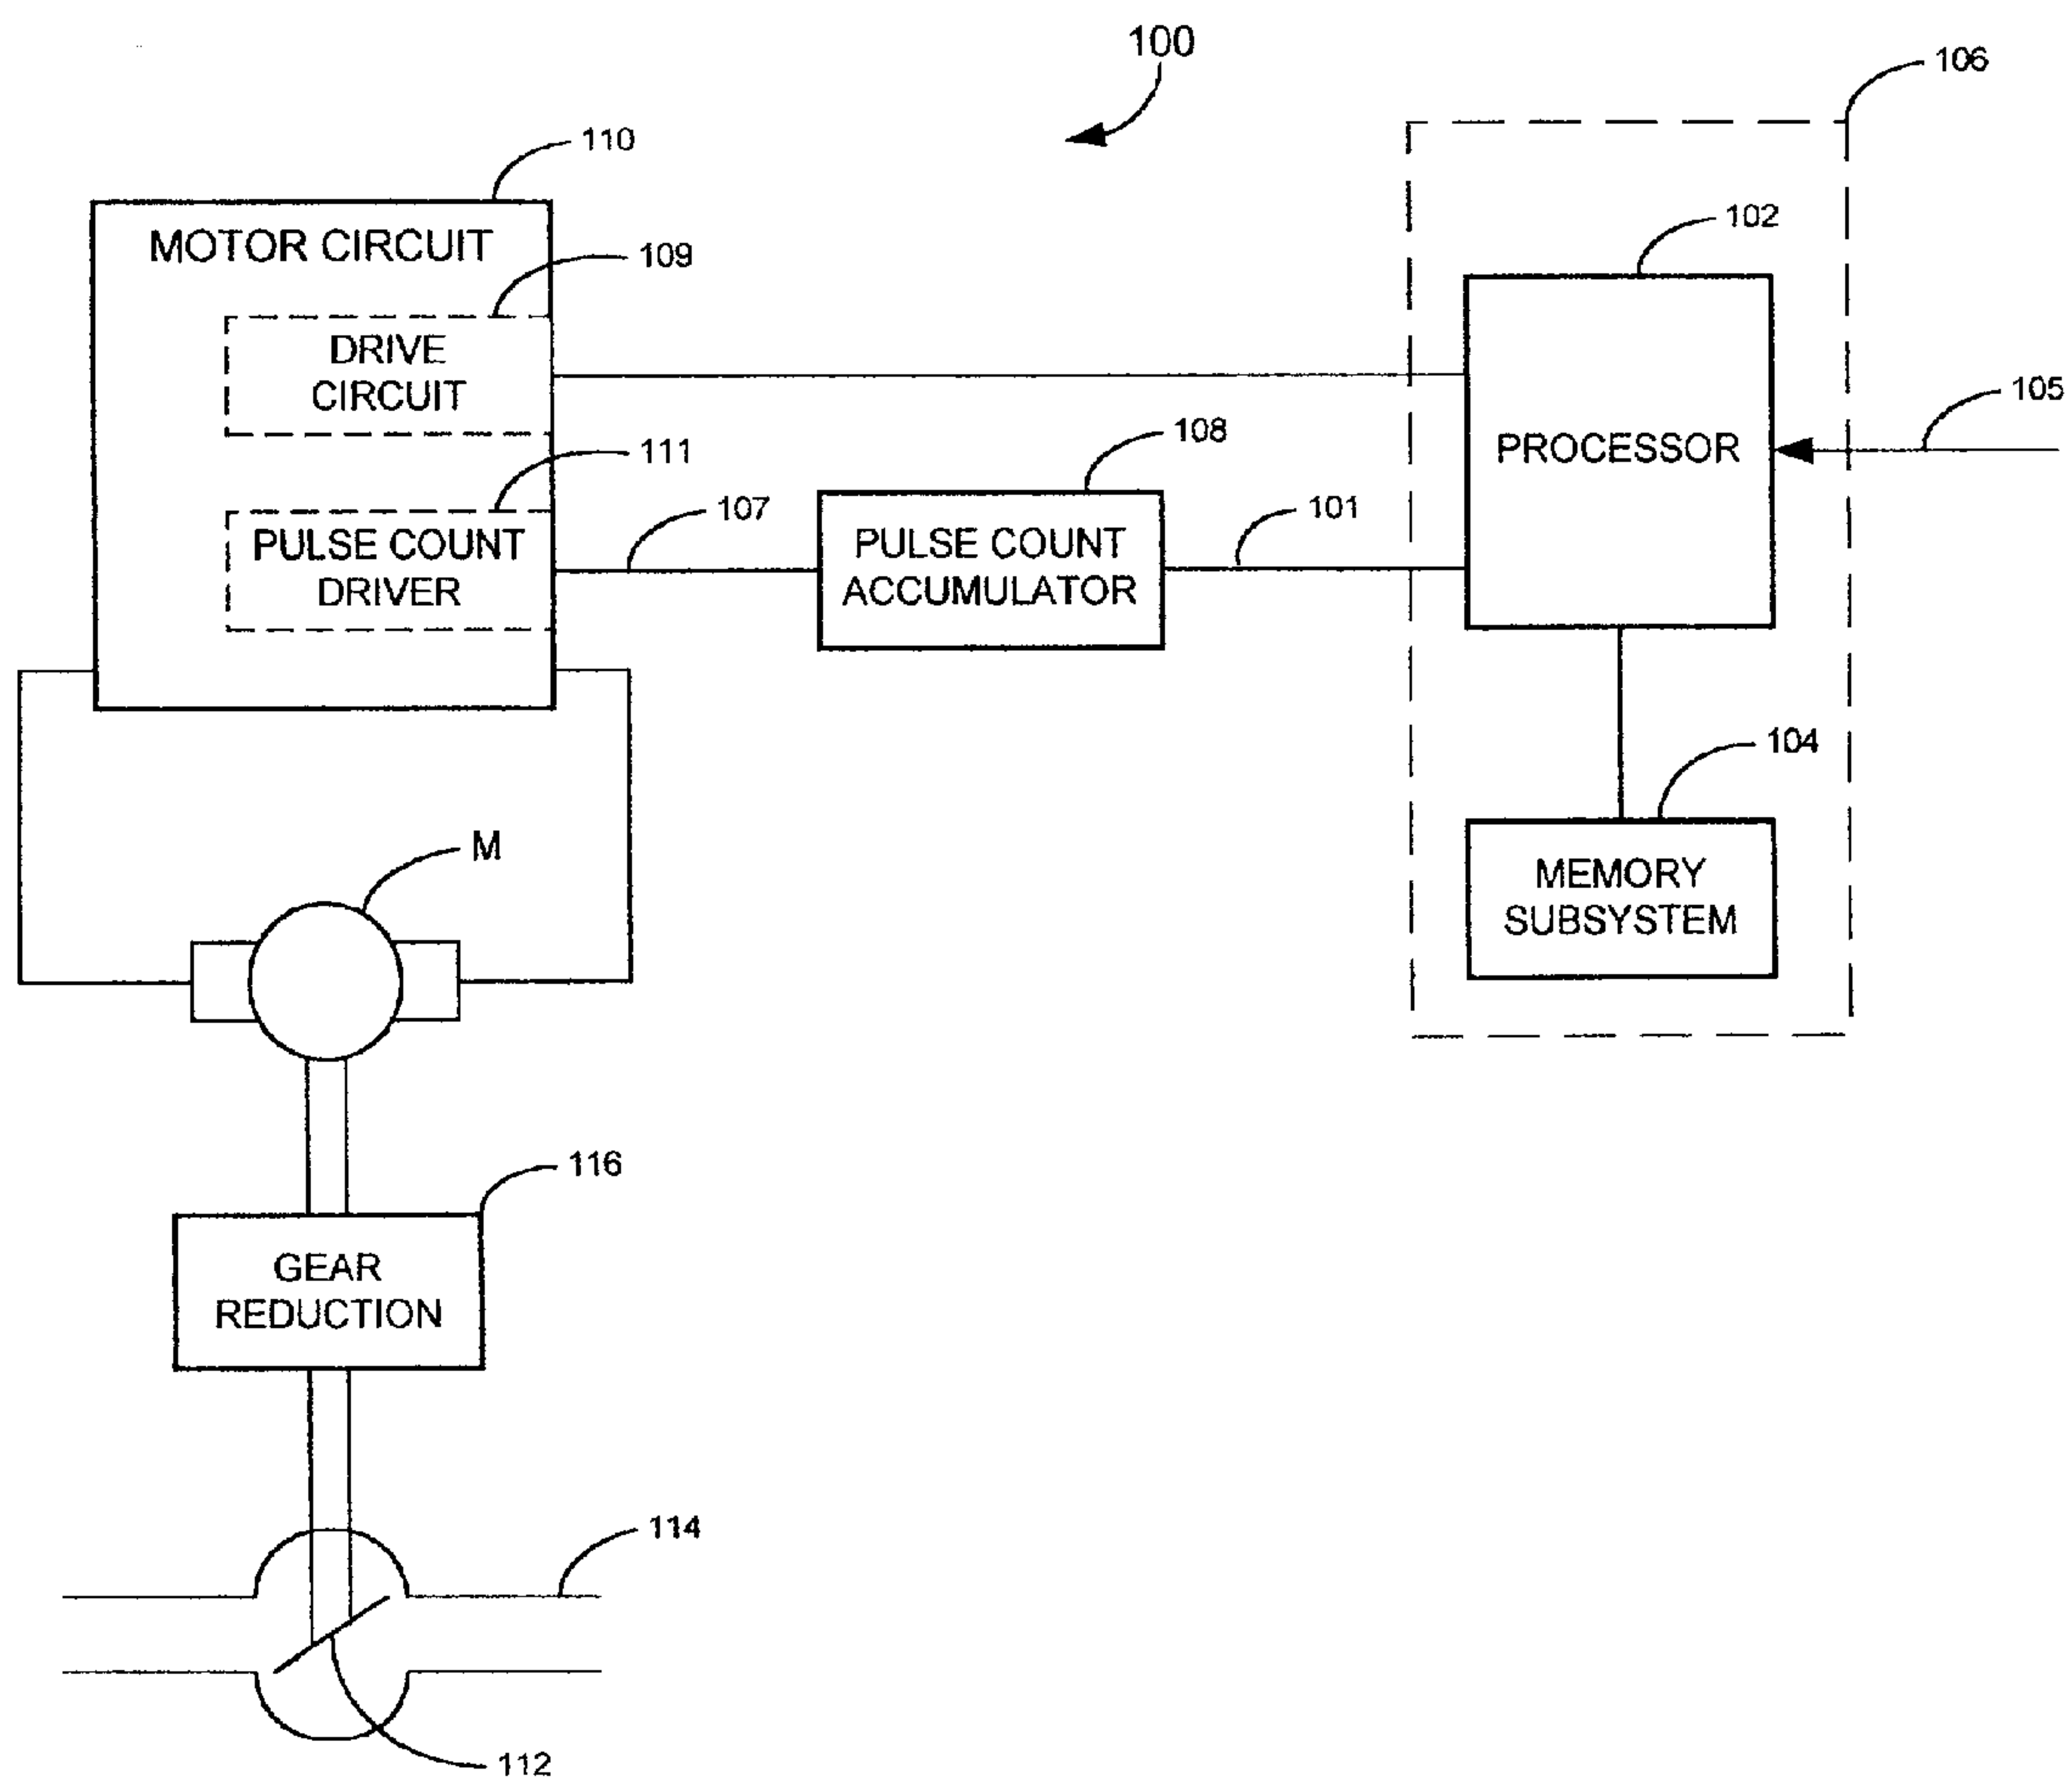 100
106
110
102
MOTOR CIRCUIT
109
DRIVE
CIRCUIT
105
PROCESSOR
111
108
107
101
PULSE COUNT
DRIVER
PULSE COUNT
ACCUMULATOR
104
M
MEMORY
SUBSYSTEM
116
GEAR
REDUCTION
114
112